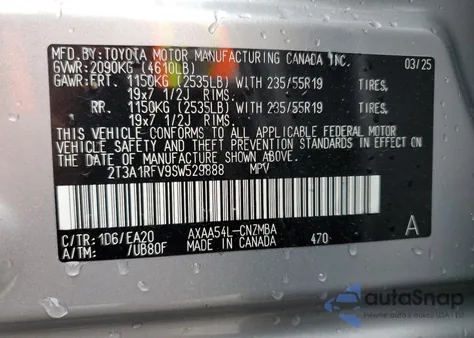 MFD.BY:TOYOTA MOTOR MANUFACTURING CANADA INC. 03/25
GVWR:2090KG (4610LB)
GAWR:FRT. 1150KG (2535LB) WITH 235/55R19 TIRES,
19x7 1/2J RIMS.
RR. 1150KG (2535LB) WITH 235/55R19 TIRES,
19x7 1/2J RIMS.
THIS VEHICLE CONFORMS TO ALL APPLICABLE FEDERAL MOTOR
VEHICLE SAFETY AND THEFT PREVENTION STANDARDS IN EFFECT
ON THE DATE OF MANUFACTURE SHOWN ABOVE.
2T3A1RFV9SW529888 MPV
C/TR:1D6/EA20 AXAA54L-CNZMBA A
A/TM: /UB80F MADE IN CANADA 470
autoSnap